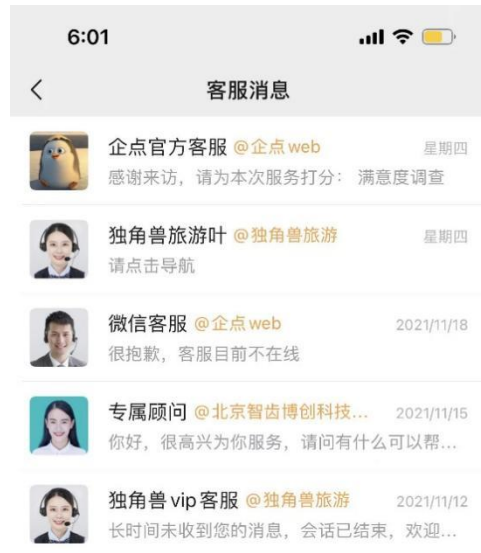 6:01
客服消息
企点官方客服 @企点web 星期四
感谢来访，请为本次服务打分： 满意度调查
独角兽旅游叶 @独角兽旅游 星期四
请点击导航
微信客服 @企点web 2021/11/18
很抱歉，客服目前不在线
专属顾问 @北京智齿博创科技... 2021/11/15
你好，很高兴为你服务，请问有什么可以帮...
独角兽vip客服 @独角兽旅游 2021/11/12
长时间未收到您的消息，会话已结束，欢迎...